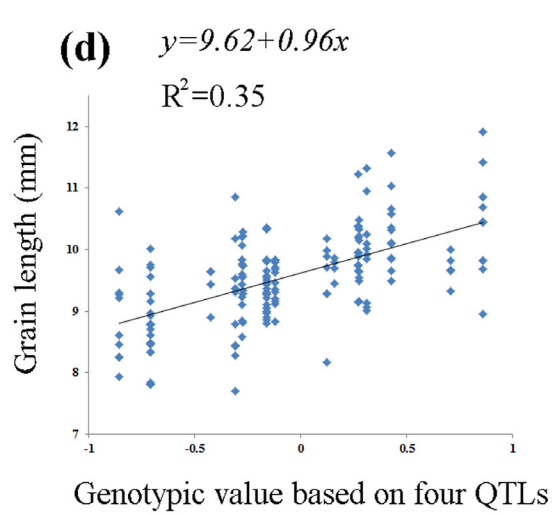 (d)
y=9.62+0.96x
R²=0.35
Grain length (mm)
12
11
10
9
8
7
-1
-0.5
0
0.5
1
Genotypic value based on four QTLs